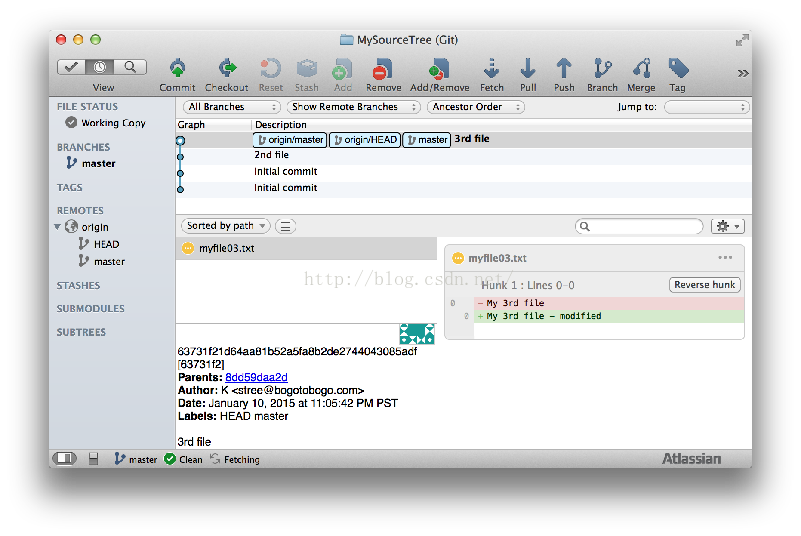 MySourceTree (Git)
View Commit Checkout Reset Stash Add Remove Add/Remove Fetch Pull Push Branch Merge Tag
FILE STATUS
Working Copy
BRANCHES
master
TAGS
REMOTES
origin
HEAD
master
STASHES
SUBMODULES
SUBTREES
All Branches Show Remote Branches Ancestor Order Jump to:
Graph Description
origin/master origin/HEAD master 3rd file
2nd file
Initial commit
Initial commit
Sorted by path
myfile03.txt
myfile03.txt
Hunk 1 : Lines 0-0 Reverse hunk
0 - My 3rd file
0 + My 3rd file - modified
http://blog.csdn.net/
63731f21d64aa81b52a5fa8b2de2744043085adf
[63731f2]
Parents: 8dd59daa2d
Author: K <stree@bogotobogo.com>
Date: January 10, 2015 at 11:05:42 PM PST
Labels: HEAD master
3rd file
master Clean Fetching Atlassian